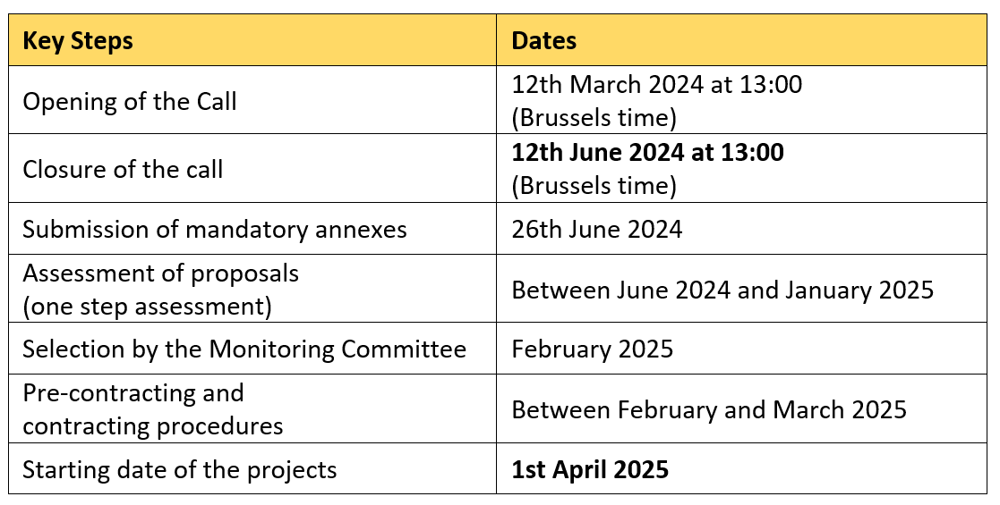 Key Steps
Dates
Opening of the Call
12th March 2024 at 13:00
(Brussels time)
Closure of the call
12th June 2024 at 13:00
(Brussels time)
Submission of mandatory annexes
26th June 2024
Assessment of proposals
(one step assessment)
Between June 2024 and January 2025
Selection by the Monitoring Committee
February 2025
Pre-contracting and
contracting procedures
Between February and March 2025
Starting date of the projects
1st April 2025